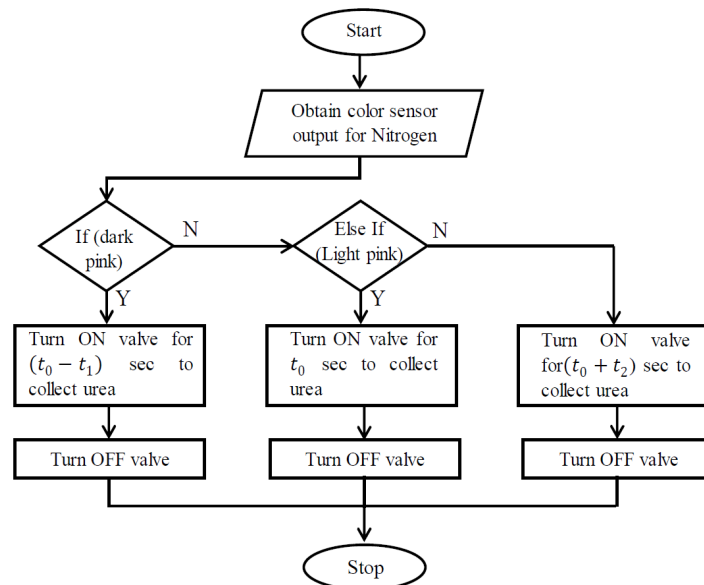 Start
Obtain color sensor
output for Nitrogen
If (dark
pink)
N
Y
Else If
(Light pink)
N
Y
Turn ON valve for
(t₀ − t₁) sec to
collect urea
Turn ON valve for
t₀ sec to collect
urea
Turn ON valve
for(t₀ + t₂) sec to
collect urea
Turn OFF valve
Turn OFF valve
Turn OFF valve
Stop